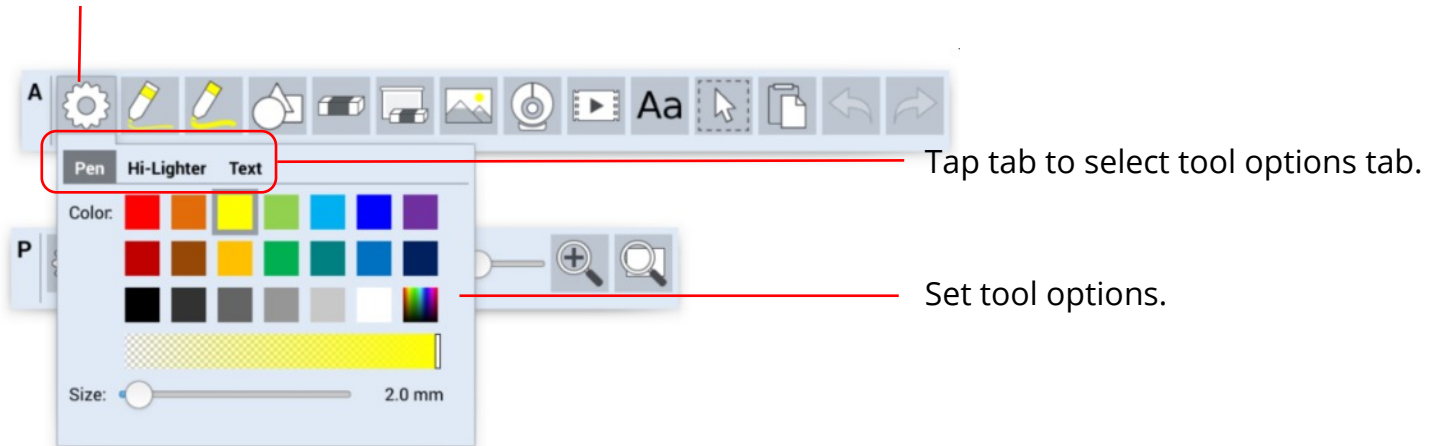 A
Aa
Pen Hi-Lighter Text
Tap tab to select tool options tab.
Color:
P
Set tool options.
Size: 2.0 mm